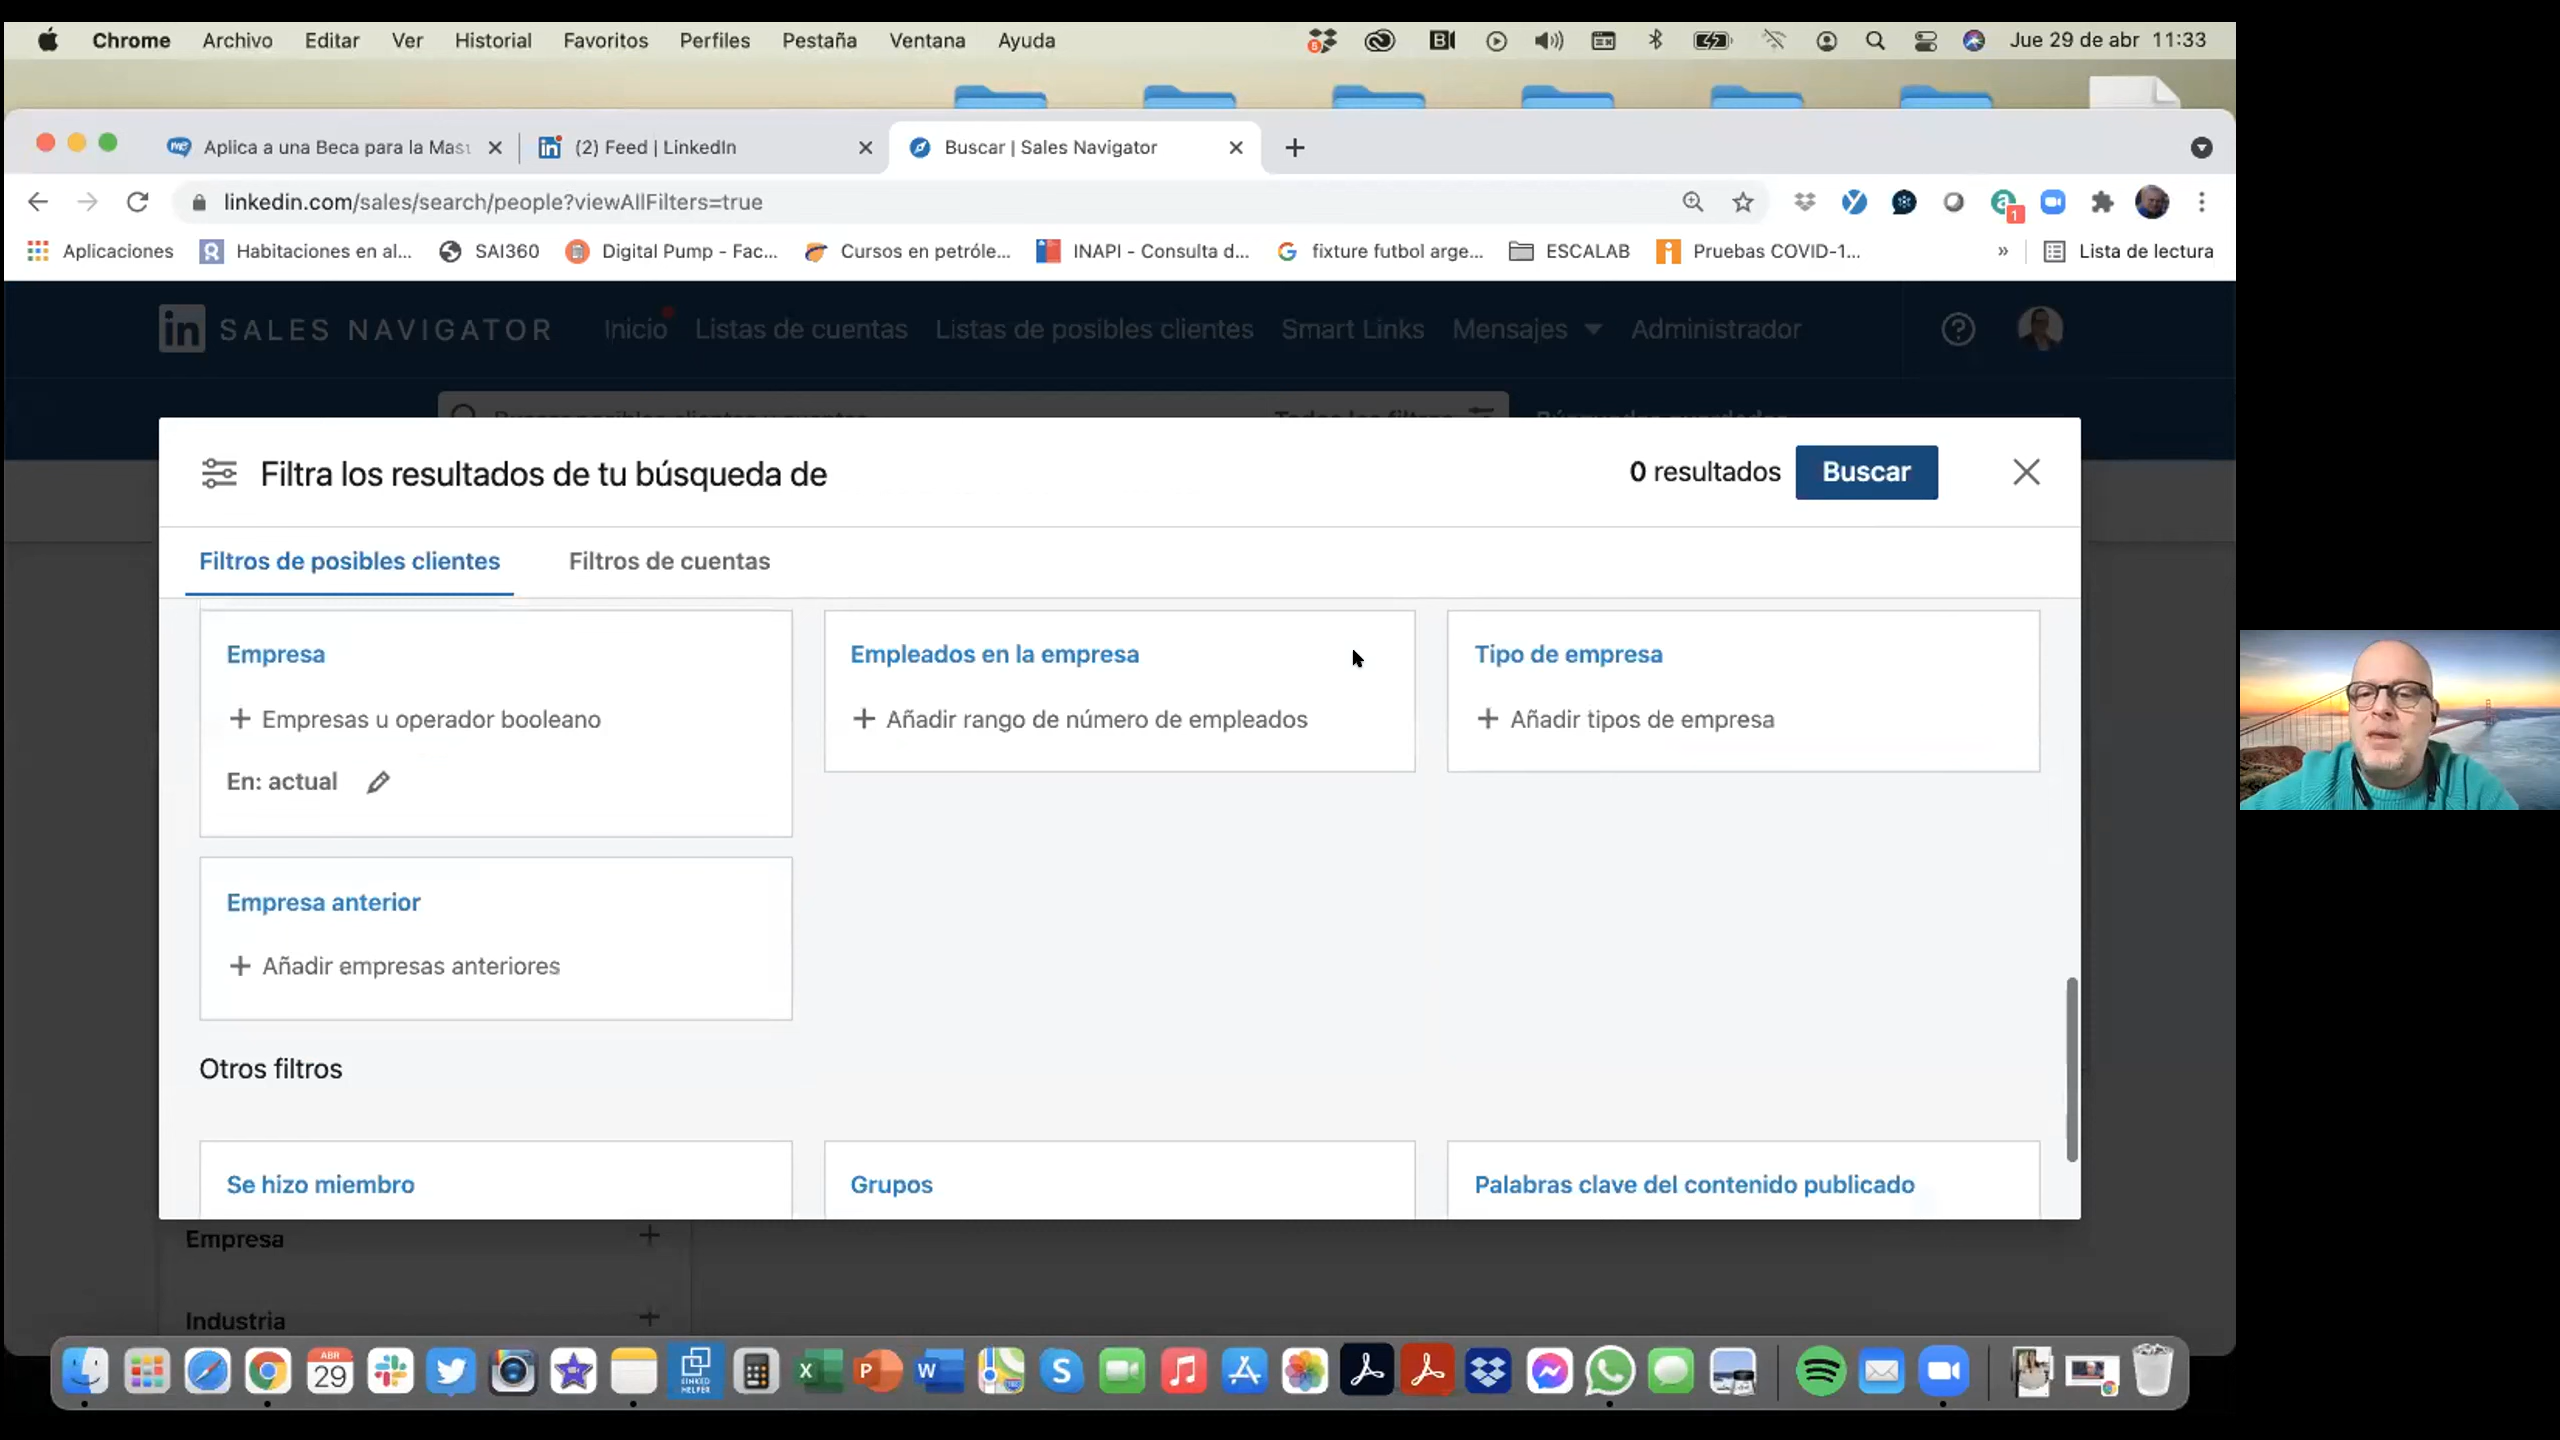 Chrome Archivo Editar Ver Historial Favoritos Perfiles Pestaña Ventana Ayuda Jue 29 de abr 11:33
Aplica a una Beca para la Mast (2) Feed | LinkedIn Buscar | Sales Navigator
linkedin.com/sales/search/people?viewAllFilters=true
Aplicaciones Habitaciones en al... SAI360 Digital Pump - Fac... Cursos en petróle... INAPI - Consulta d... fixture futbol arge... ESCALAB Pruebas COVID-1... » Lista de lectura
in SALES NAVIGATOR Inicio Listas de cuentas Listas de posibles clientes Smart Links Mensajes Administrador
Filtra los resultados de tu búsqueda de 0 resultados Buscar
Filtros de posibles clientes Filtros de cuentas
Empresa Empleados en la empresa Tipo de empresa
+ Empresas u operador booleano + Añadir rango de número de empleados + Añadir tipos de empresa
En: actual
Empresa anterior
+ Añadir empresas anteriores
Otros filtros
Se hizo miembro Grupos Palabras clave del contenido publicado
Empresa +
Industria +
ABR
29
LINKED
HELPER